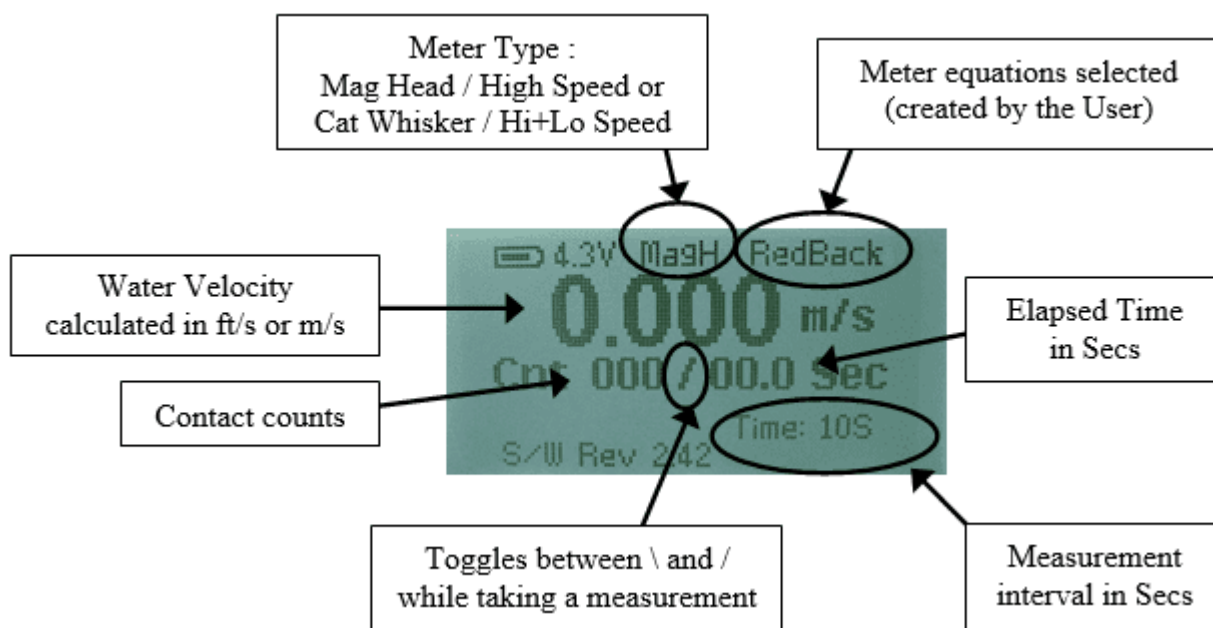 Meter Type :
Mag Head / High Speed or
Cat Whisker / Hi+Lo Speed
Meter equations selected
(created by the User)
4.3V MagH RedBack
Water Velocity
calculated in ft/s or m/s
0.000 m/s
Elapsed Time
in Secs
Cnt 000 / 00.0 Sec
Contact counts
Time: 10S
S/W Rev 2.42
Toggles between \ and /
while taking a measurement
Measurement
interval in Secs